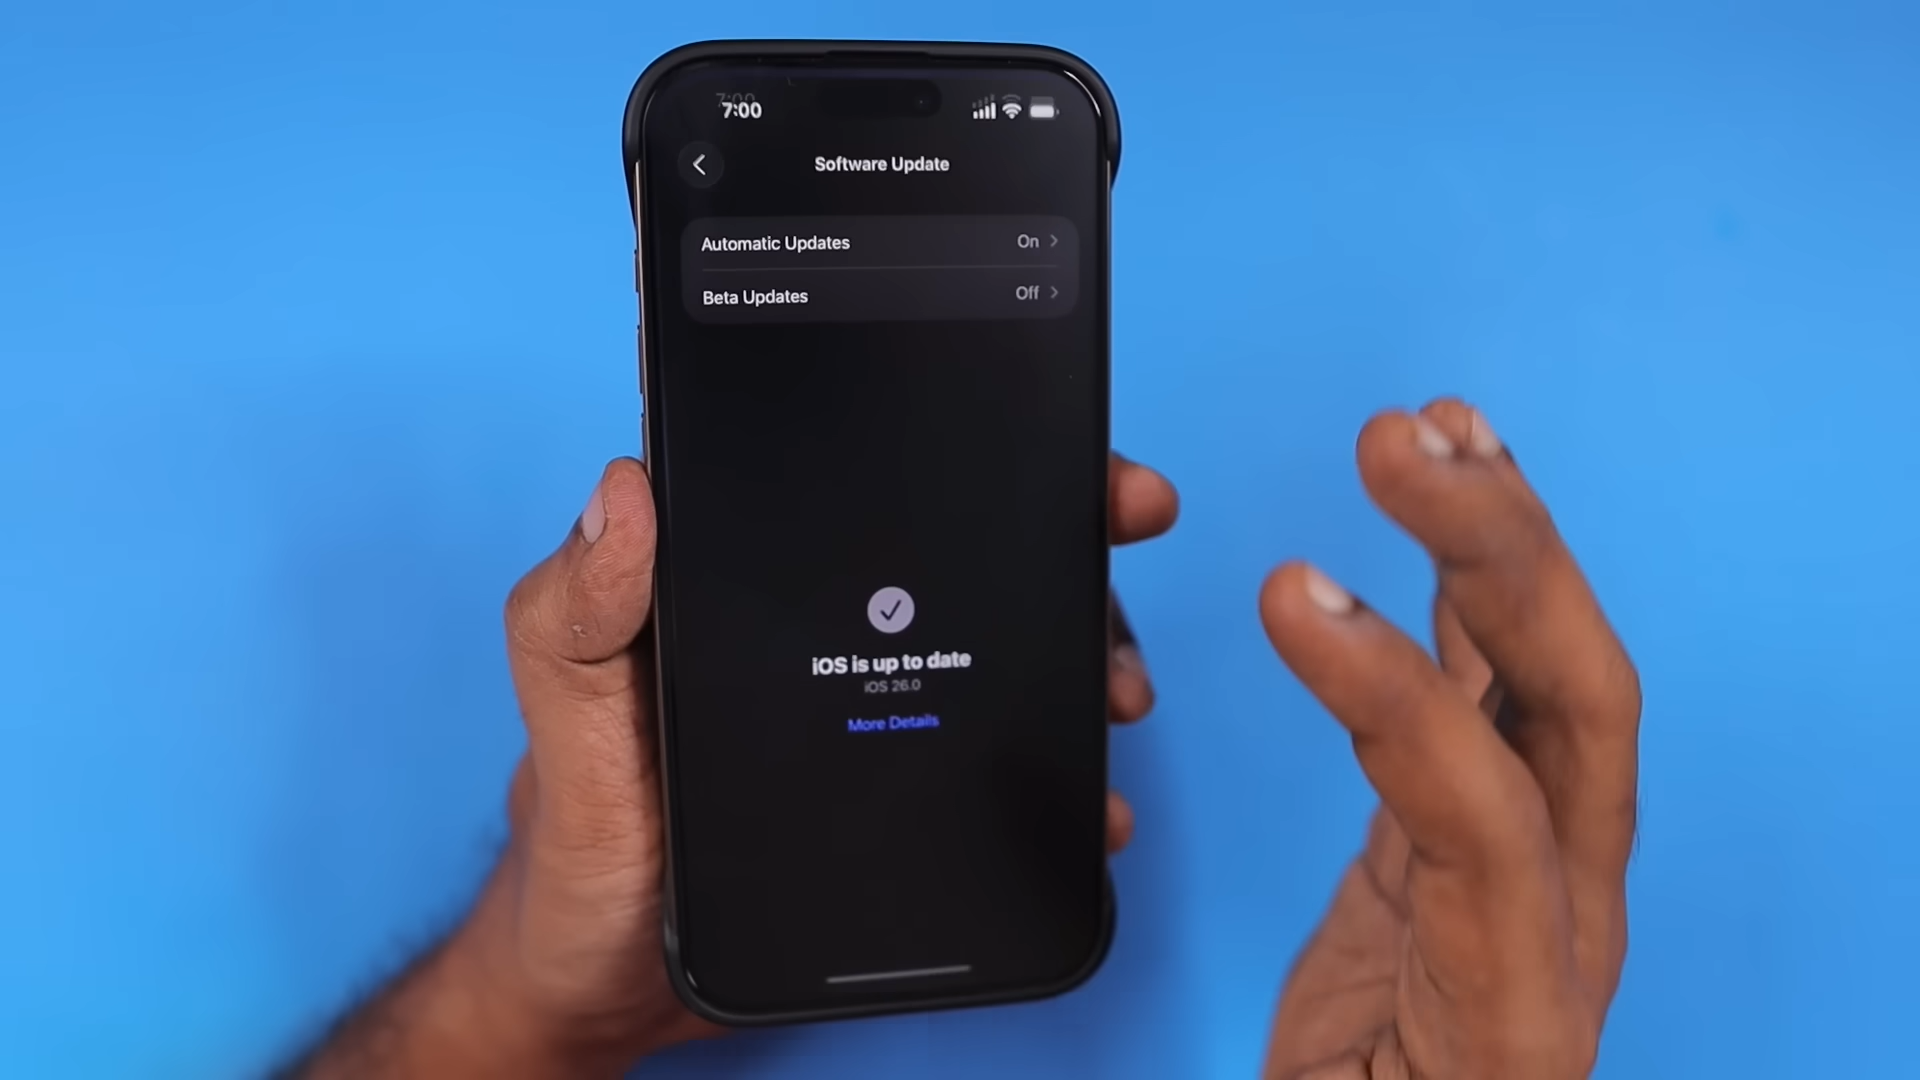 7:00
Software Update
Automatic Updates On
Beta Updates Off
iOS is up to date
iOS 26.0
More Details